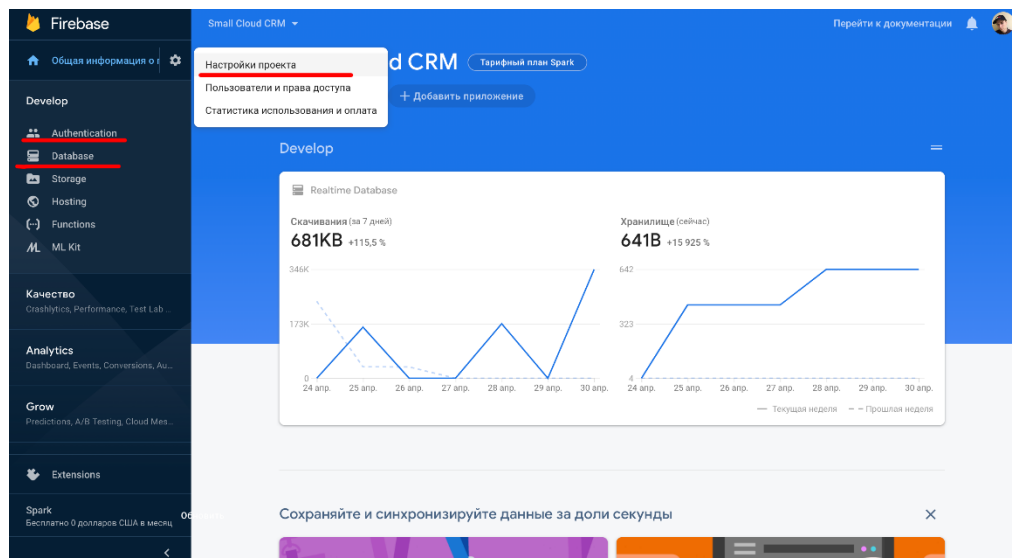 Firebase
Small Cloud CRM
Перейти к документации
Общая информация о г
Настройки проекта
Пользователи и права доступа
Статистика использования и оплата
d CRM
Тарифный план Spark
+ Добавить приложение
Develop
Authentication
Database
Storage
Hosting
Functions
ML Kit
Качество
Crashlytics, Performance, Test Lab ...
Analytics
Dashboard, Events, Conversions, Au...
Grow
Predictions, A/B Testing, Cloud Mes...
Extensions
Spark
Бесплатно 0 долларов США в месяц
Develop
Realtime Database
Скачивания (за 7 дней)
681KB +115,5 %
346K
173K
0
24 апр. 25 апр. 26 апр. 27 апр. 28 апр. 29 апр. 30 апр.
Хранилище (сейчас)
641B +15 925 %
642
323
4
24 апр. 25 апр. 26 апр. 27 апр. 28 апр. 29 апр. 30 апр.
Текущая неделя Прошлая неделя
Сохраняйте и синхронизируйте данные за доли секунды